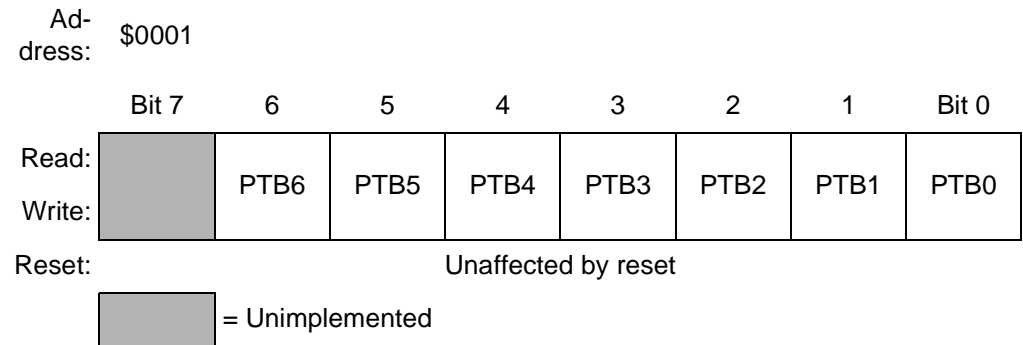 Ad-
dress: $0001
Bit 7 6 5 4 3 2 1 Bit 0
Read:
PTB6 PTB5 PTB4 PTB3 PTB2 PTB1 PTB0
Write:
Reset: Unaffected by reset
= Unimplemented